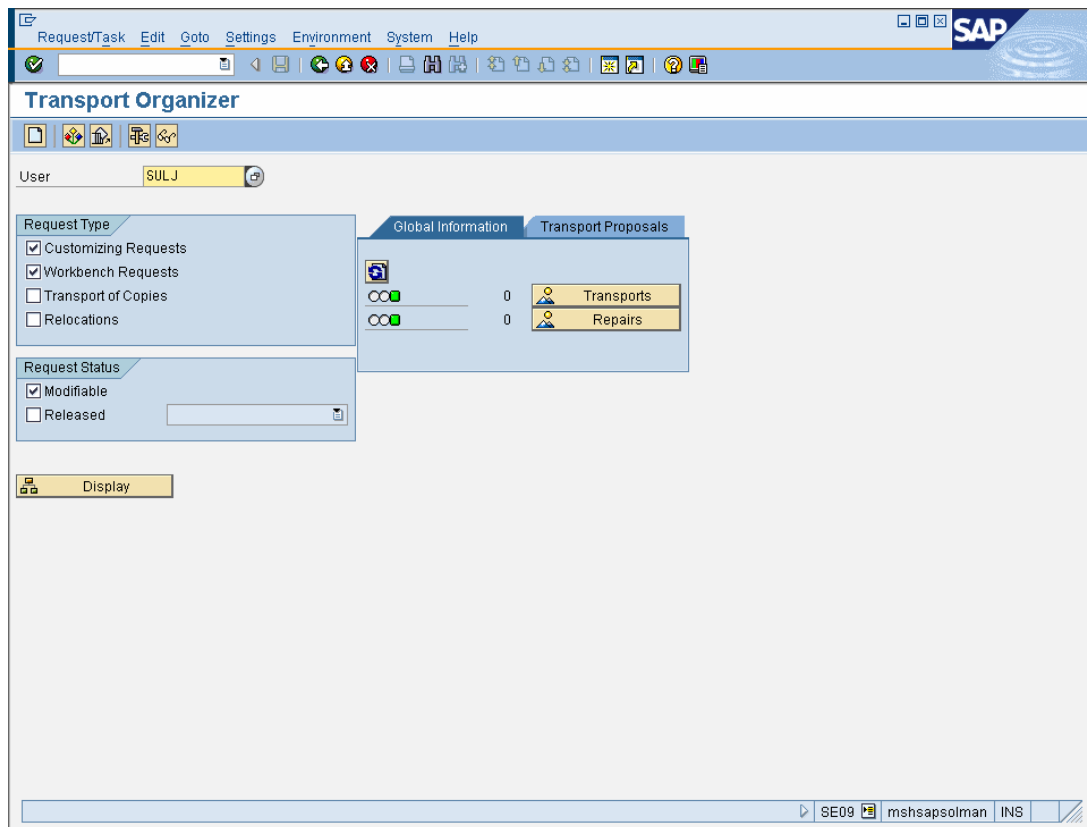 Request/Task Edit Goto Settings Environment System Help
SAP
Transport Organizer
User SULJ
Request Type
Customizing Requests
Workbench Requests
Transport of Copies
Relocations
Global Information Transport Proposals
0 Transports
0 Repairs
Request Status
Modifiable
Released
Display
SE09 mshsapsolman INS